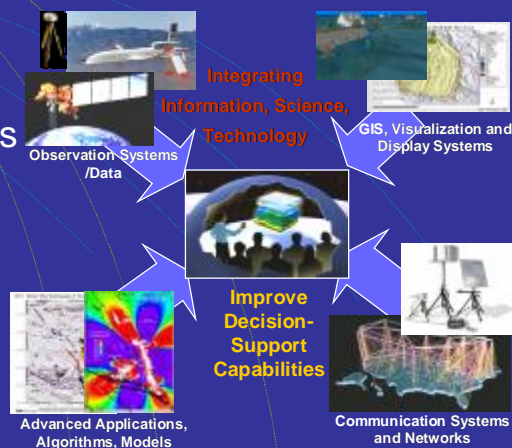 Integrating
Information, Science,
Technology
s
Observation Systems
/Data
GIS, Visualization and
Display Systems
Improve
Decision-
Support
Capabilities
Advanced Applications,
Algorithms, Models
Communication Systems
and Networks